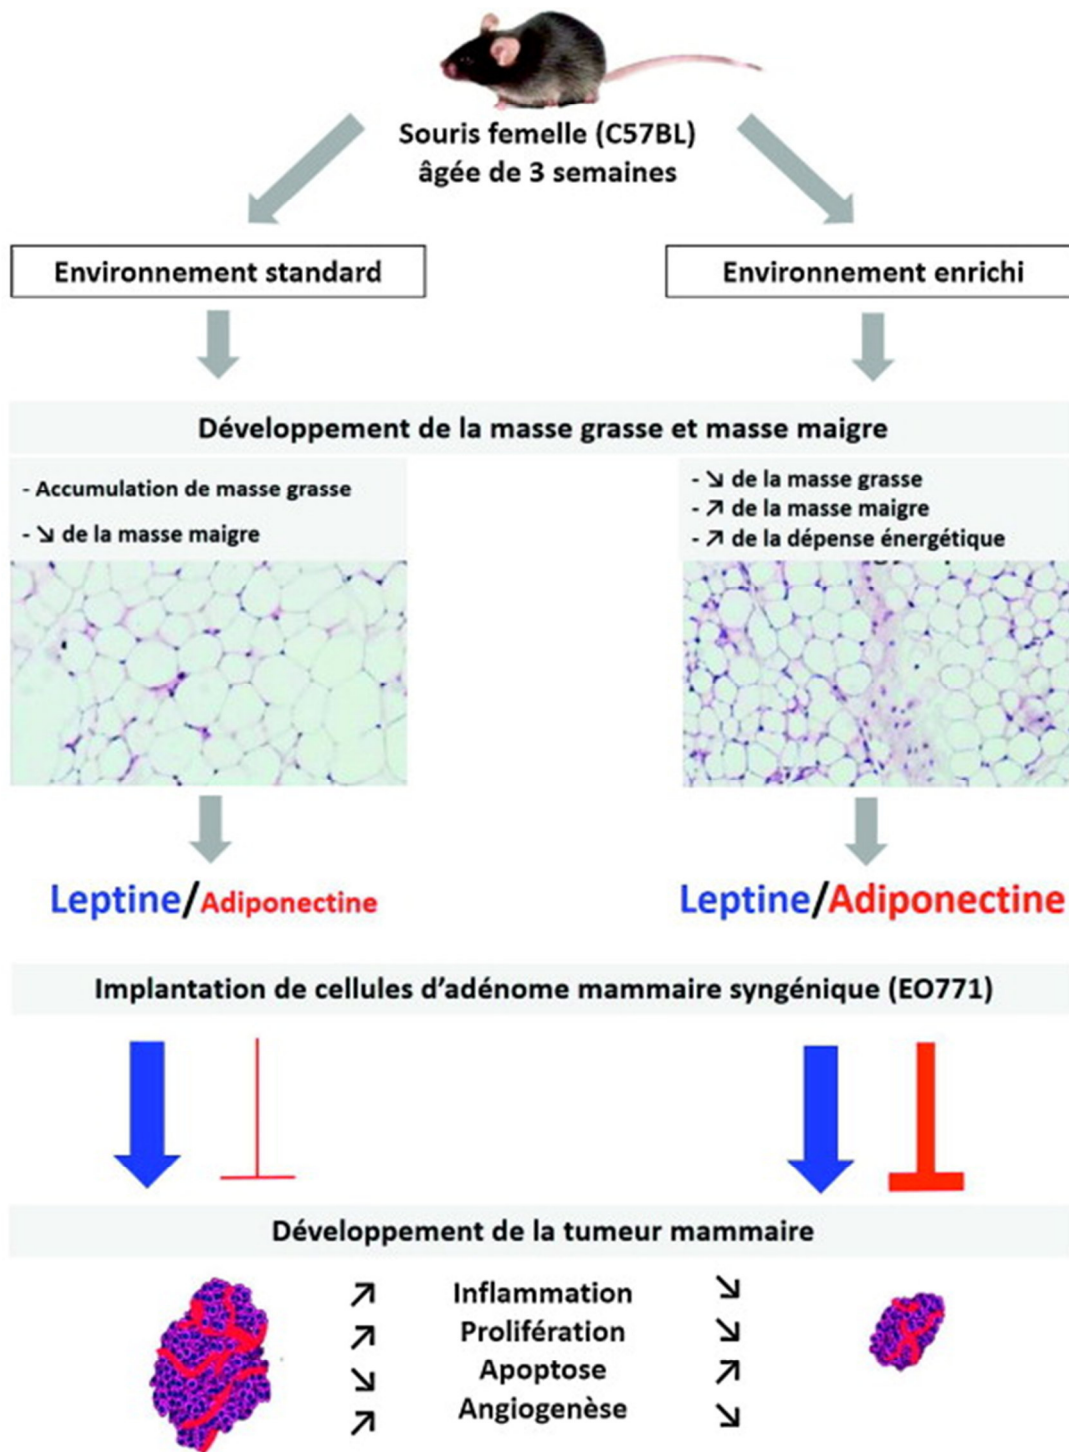 Souris femelle (C57BL)
âgée de 3 semaines
Environnement standard
Environnement enrichi
Développement de la masse grasse et masse maigre
- Accumulation de masse grasse
- ↘ de la masse maigre
- ↘ de la masse grasse
- ↗ de la masse maigre
- ↗ de la dépense énergétique
Leptine/Adiponectine
Leptine/Adiponectine
Implantation de cellules d’adénome mammaire syngénique (EO771)
Développement de la tumeur mammaire
↗ Inflammation ↘
↗ Prolifération ↘
↘ Apoptose ↗
↗ Angiogenèse ↘